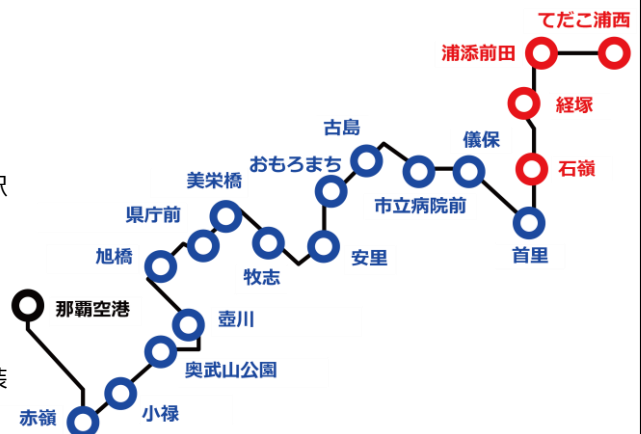 てだこ浦西
浦添前田
経塚
石嶺
儀保
首里
市立病院前
古島
おもろまち
安里
牧志
美栄橋
県庁前
旭橋
壺川
奥武山公園
小禄
赤嶺
那覇空港